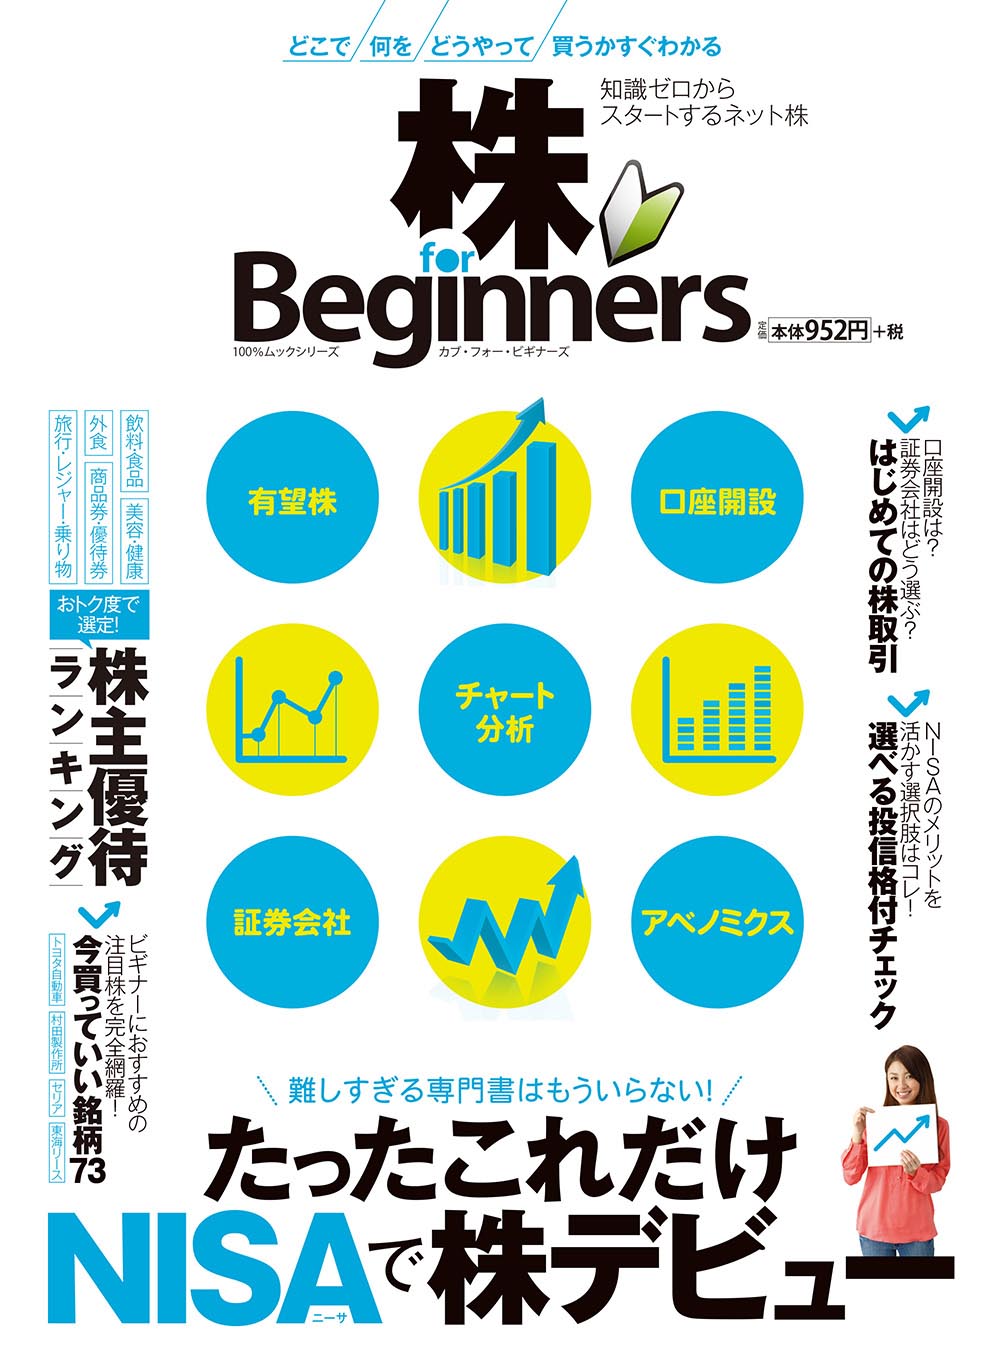 どこで/何を/どうやって/買うかすぐわかる
知識ゼロから
スタートするネット株
株
for
Beginners
100%ムックシリーズ
カブ・フォー・ビギナーズ
定価 本体952円+税
有望株
口座開設
チャート
分析
証券会社
アベノミクス
口座開設は?
証券会社はどう選ぶ?
はじめての株取引
NISAのメリットを
活かす選択肢はコレ!
選べる投信格付チェック
飲料・食品
美容・健康
外食
商品券・優待券
旅行・レジャー・乗り物
おトク度で
選定!
株主優待
ランキング
ビギナーにおすすめの
注目株を完全網羅!
今買っていい銘柄73
トヨタ自動車
村田製作所
セリア
東海リース
難しすぎる専門書はもういらない!
たったこれだけ
NISAで株デビュー
ニーサ